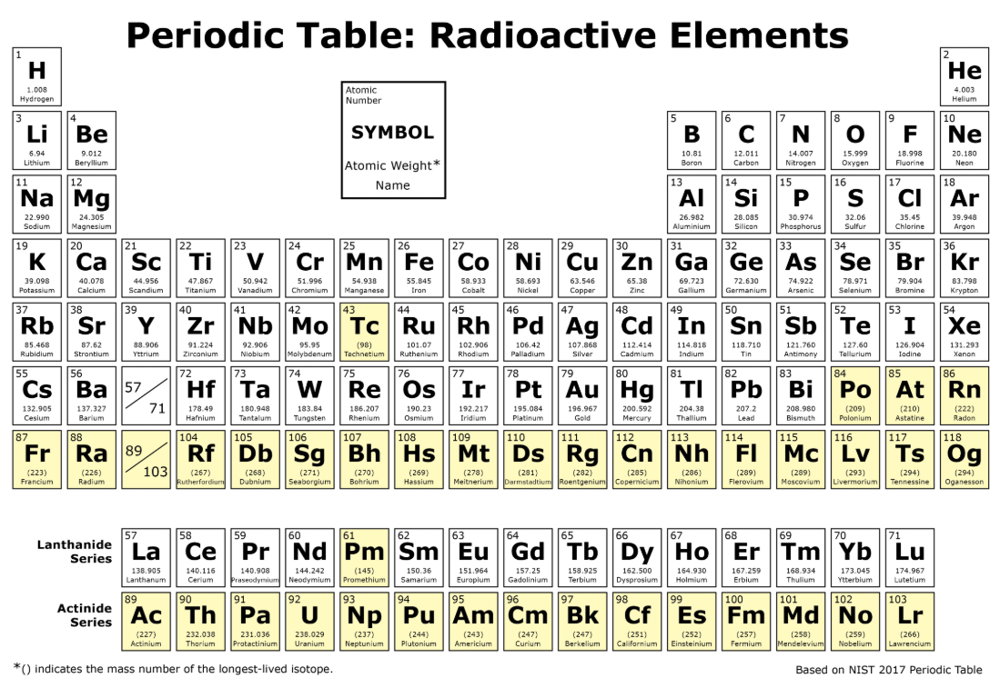 Periodic Table: Radioactive Elements
1
H
1.008
Hydrogen
2
He
4.003
Helium
Atomic
Number
SYMBOL
Atomic Weight*
Name
3
Li
6.94
Lithium
4
Be
9.012
Beryllium
5
B
10.81
Boron
6
C
12.011
Carbon
7
N
14.007
Nitrogen
8
O
15.999
Oxygen
9
F
18.998
Fluorine
10
Ne
20.180
Neon
11
Na
22.990
Sodium
12
Mg
24.305
Magnesium
13
Al
26.982
Aluminium
14
Si
28.085
Silicon
15
P
30.974
Phosphorus
16
S
32.06
Sulfur
17
Cl
35.45
Chlorine
18
Ar
39.948
Argon
19
K
39.098
Potassium
20
Ca
40.078
Calcium
21
Sc
44.956
Scandium
22
Ti
47.867
Titanium
23
V
50.942
Vanadium
24
Cr
51.996
Chromium
25
Mn
54.938
Manganese
26
Fe
55.845
Iron
27
Co
58.933
Cobalt
28
Ni
58.693
Nickel
29
Cu
63.546
Copper
30
Zn
65.38
Zinc
31
Ga
69.723
Gallium
32
Ge
72.630
Germanium
33
As
74.922
Arsenic
34
Se
78.971
Selenium
35
Br
79.904
Bromine
36
Kr
83.798
Krypton
37
Rb
85.468
Rubidium
38
Sr
87.62
Strontium
39
Y
88.906
Yttrium
40
Zr
91.224
Zirconium
41
Nb
92.906
Niobium
42
Mo
95.95
Molybdenum
43
Tc
(98)
Technetium
44
Ru
101.07
Ruthenium
45
Rh
102.906
Rhodium
46
Pd
106.42
Palladium
47
Ag
107.868
Silver
48
Cd
112.414
Cadmium
49
In
114.818
Indium
50
Sn
118.710
Tin
51
Sb
121.760
Antimony
52
Te
127.60
Tellurium
53
I
126.904
Iodine
54
Xe
131.293
Xenon
55
Cs
132.905
Cesium
56
Ba
137.327
Barium
57
71
72
Hf
178.49
Hafnium
73
Ta
180.948
Tantalum
74
W
183.84
Tungsten
75
Re
186.207
Rhenium
76
Os
190.23
Osmium
77
Ir
192.217
Iridium
78
Pt
195.084
Platinum
79
Au
196.967
Gold
80
Hg
200.592
Mercury
81
Tl
204.38
Thallium
82
Pb
207.2
Lead
83
Bi
208.980
Bismuth
84
Po
(209)
Polonium
85
At
(210)
Astatine
86
Rn
(222)
Radon
87
Fr
(223)
Francium
88
Ra
(226)
Radium
89
103
104
Rf
(267)
Rutherfordium
105
Db
(268)
Dubnium
106
Sg
(271)
Seaborgium
107
Bh
(270)
Bohrium
108
Hs
(269)
Hassium
109
Mt
(278)
Meitnerium
110
Ds
(281)
Darmstadtium
111
Rg
(282)
Roentgenium
112
Cn
(285)
Copernicium
113
Nh
(286)
Nihonium
114
Fl
(289)
Flerovium
115
Mc
(289)
Moscovium
116
Lv
(293)
Livermorium
117
Ts
(294)
Tennessine
118
Og
(294)
Oganesson
Lanthanide
Series
57
La
138.905
Lanthanum
58
Ce
140.116
Cerium
59
Pr
140.908
Praseodymium
60
Nd
144.242
Neodymium
61
Pm
(145)
Promethium
62
Sm
150.36
Samarium
63
Eu
151.964
Europium
64
Gd
157.25
Gadolinium
65
Tb
158.925
Terbium
66
Dy
162.500
Dysprosium
67
Ho
164.930
Holmium
68
Er
167.259
Erbium
69
Tm
168.934
Thulium
70
Yb
173.045
Ytterbium
71
Lu
174.967
Lutetium
Actinide
Series
89
Ac
(227)
Actinium
90
Th
232.038
Thorium
91
Pa
231.036
Protactinium
92
U
238.029
Uranium
93
Np
(237)
Neptunium
94
Pu
(244)
Plutonium
95
Am
(243)
Americium
96
Cm
(247)
Curium
97
Bk
(247)
Berkelium
98
Cf
(251)
Californium
99
Es
(252)
Einsteinium
100
Fm
(257)
Fermium
101
Md
(258)
Mendelevium
102
No
(259)
Nobelium
103
Lr
(266)
Lawrencium
*() indicates the mass number of the longest-lived isotope.
Based on NIST 2017 Periodic Table